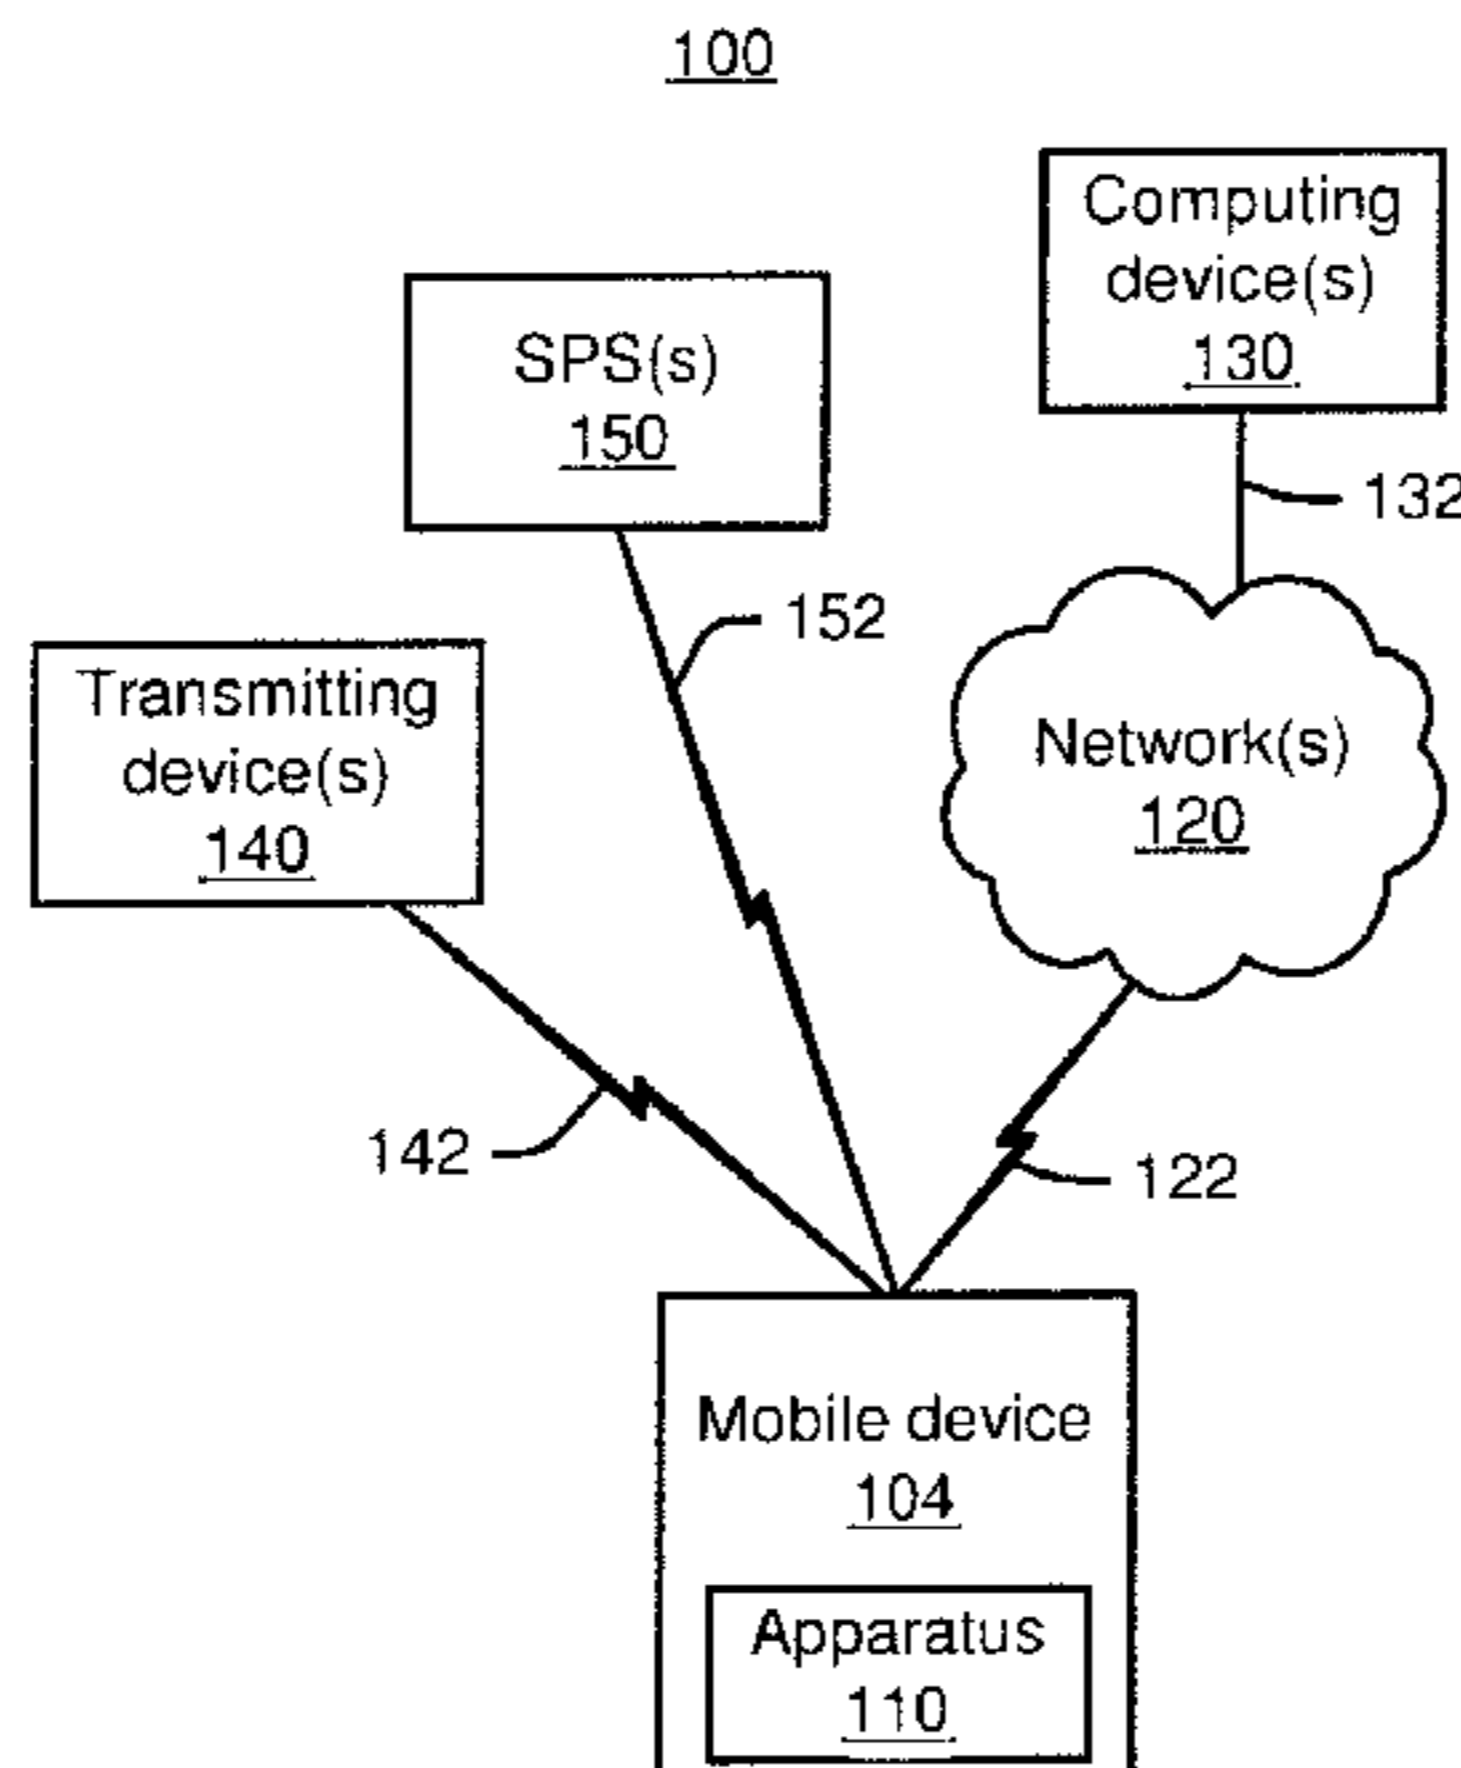 100
Computing
device(s)
130
SPS(s)
150
132
152
Transmitting
device(s)
140
Network(s)
120
142
122
Mobile device
104
Apparatus
110